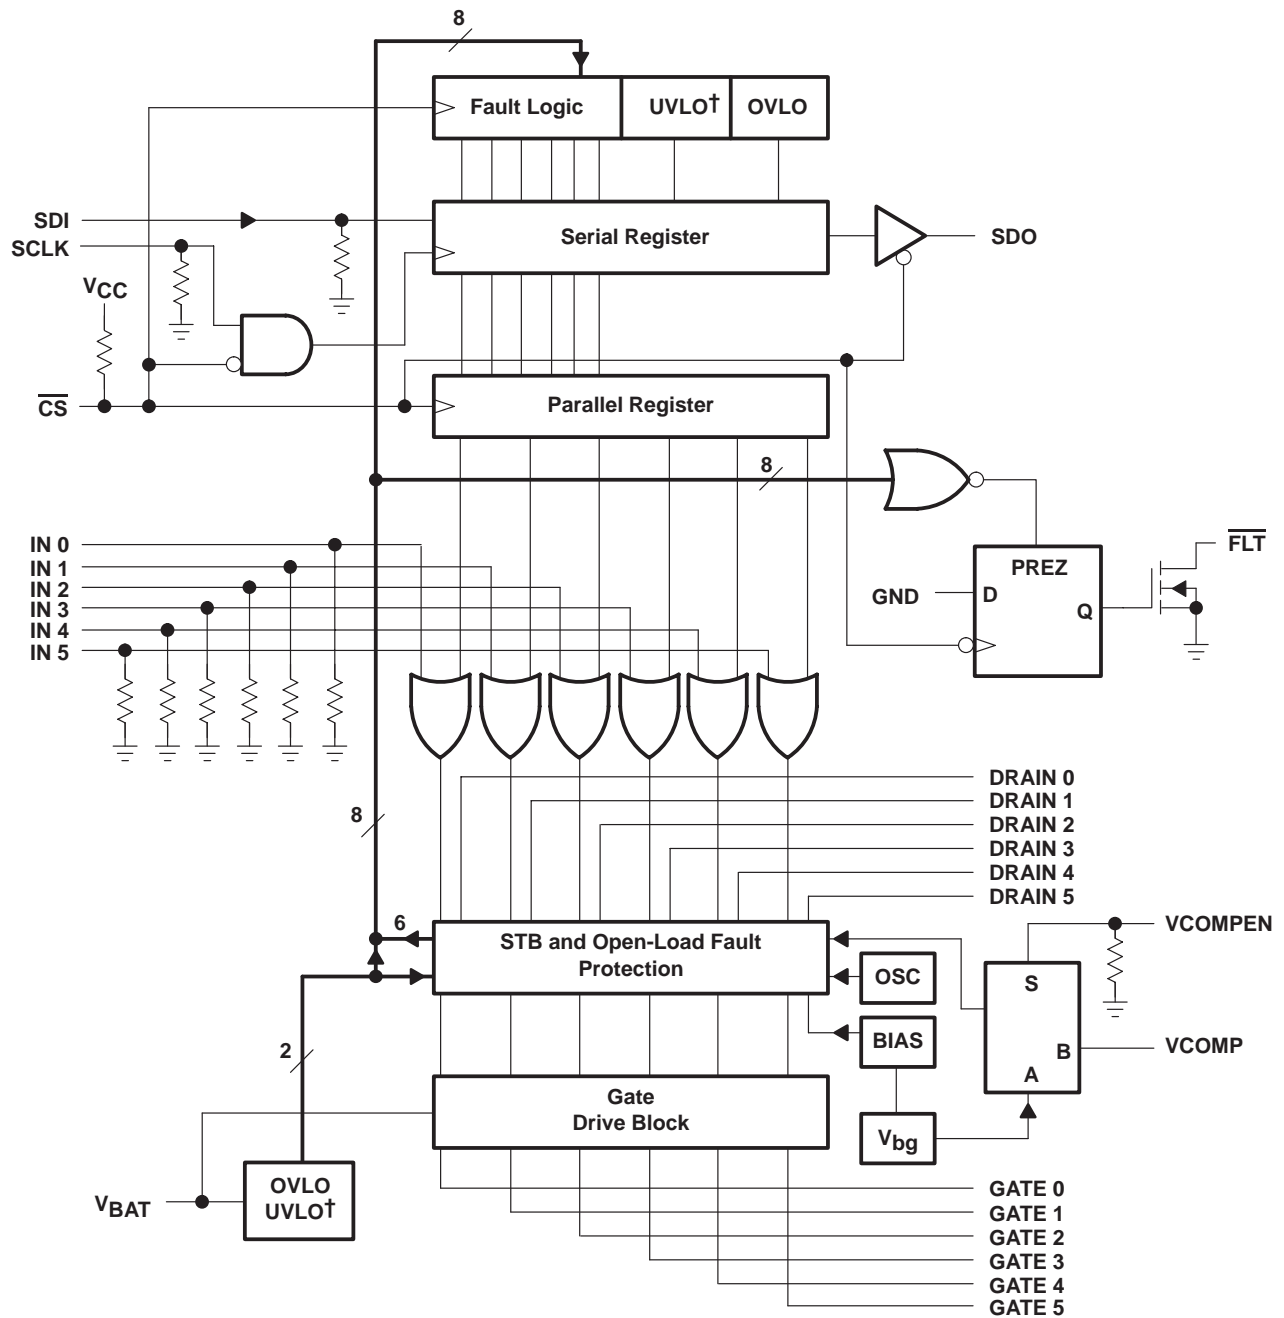 8
Fault Logic
UVLO†
OVLO
SDI
SCLK
Serial Register
SDO
VCC
CS
Parallel Register
8
IN 0
IN 1
IN 2
IN 3
IN 4
IN 5
FLT
PREZ
GND
D
Q
DRAIN 0
DRAIN 1
DRAIN 2
DRAIN 3
DRAIN 4
DRAIN 5
8
6
STB and Open-Load Fault
Protection
VCOMPEN
OSC
S
BIAS
B
VCOMP
A
2
Gate
Drive Block
Vbg
OVLO
UVLO†
VBAT
GATE 0
GATE 1
GATE 2
GATE 3
GATE 4
GATE 5